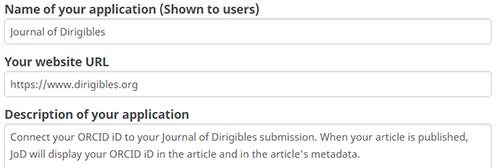 Name of your application (Shown to users)
Journal of Dirigibles
Your website URL
https://www.dirigibles.org
Description of your application
Connect your ORCID iD to your Journal of Dirigibles submission. When your article is published,
JoD will display your ORCID iD in the article and in the article's metadata.